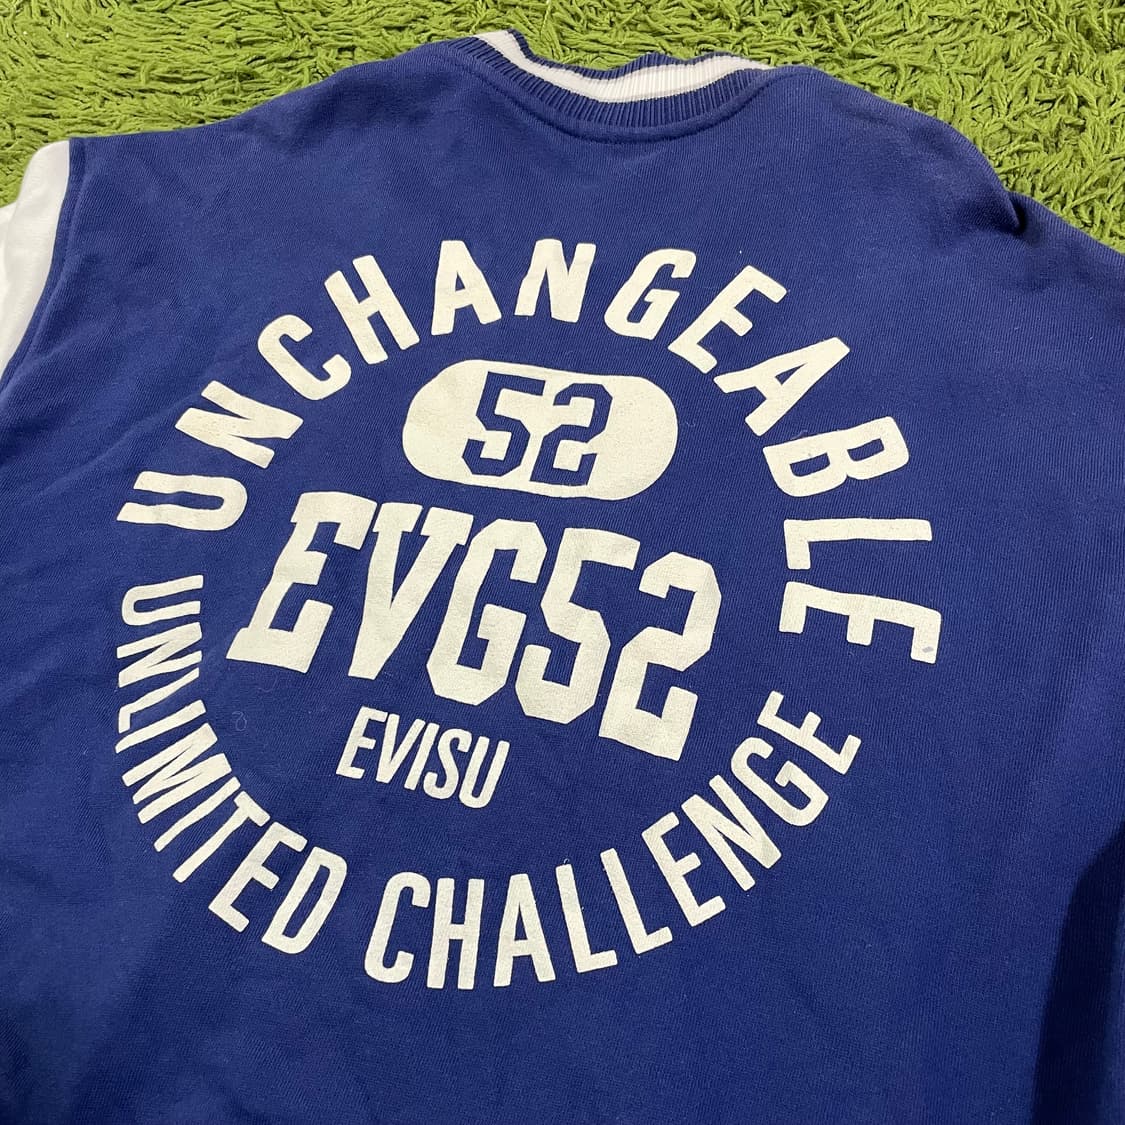 UNCHANGEABLE
52
EVG52
EVISU
UNLIMITED CHALLENGE